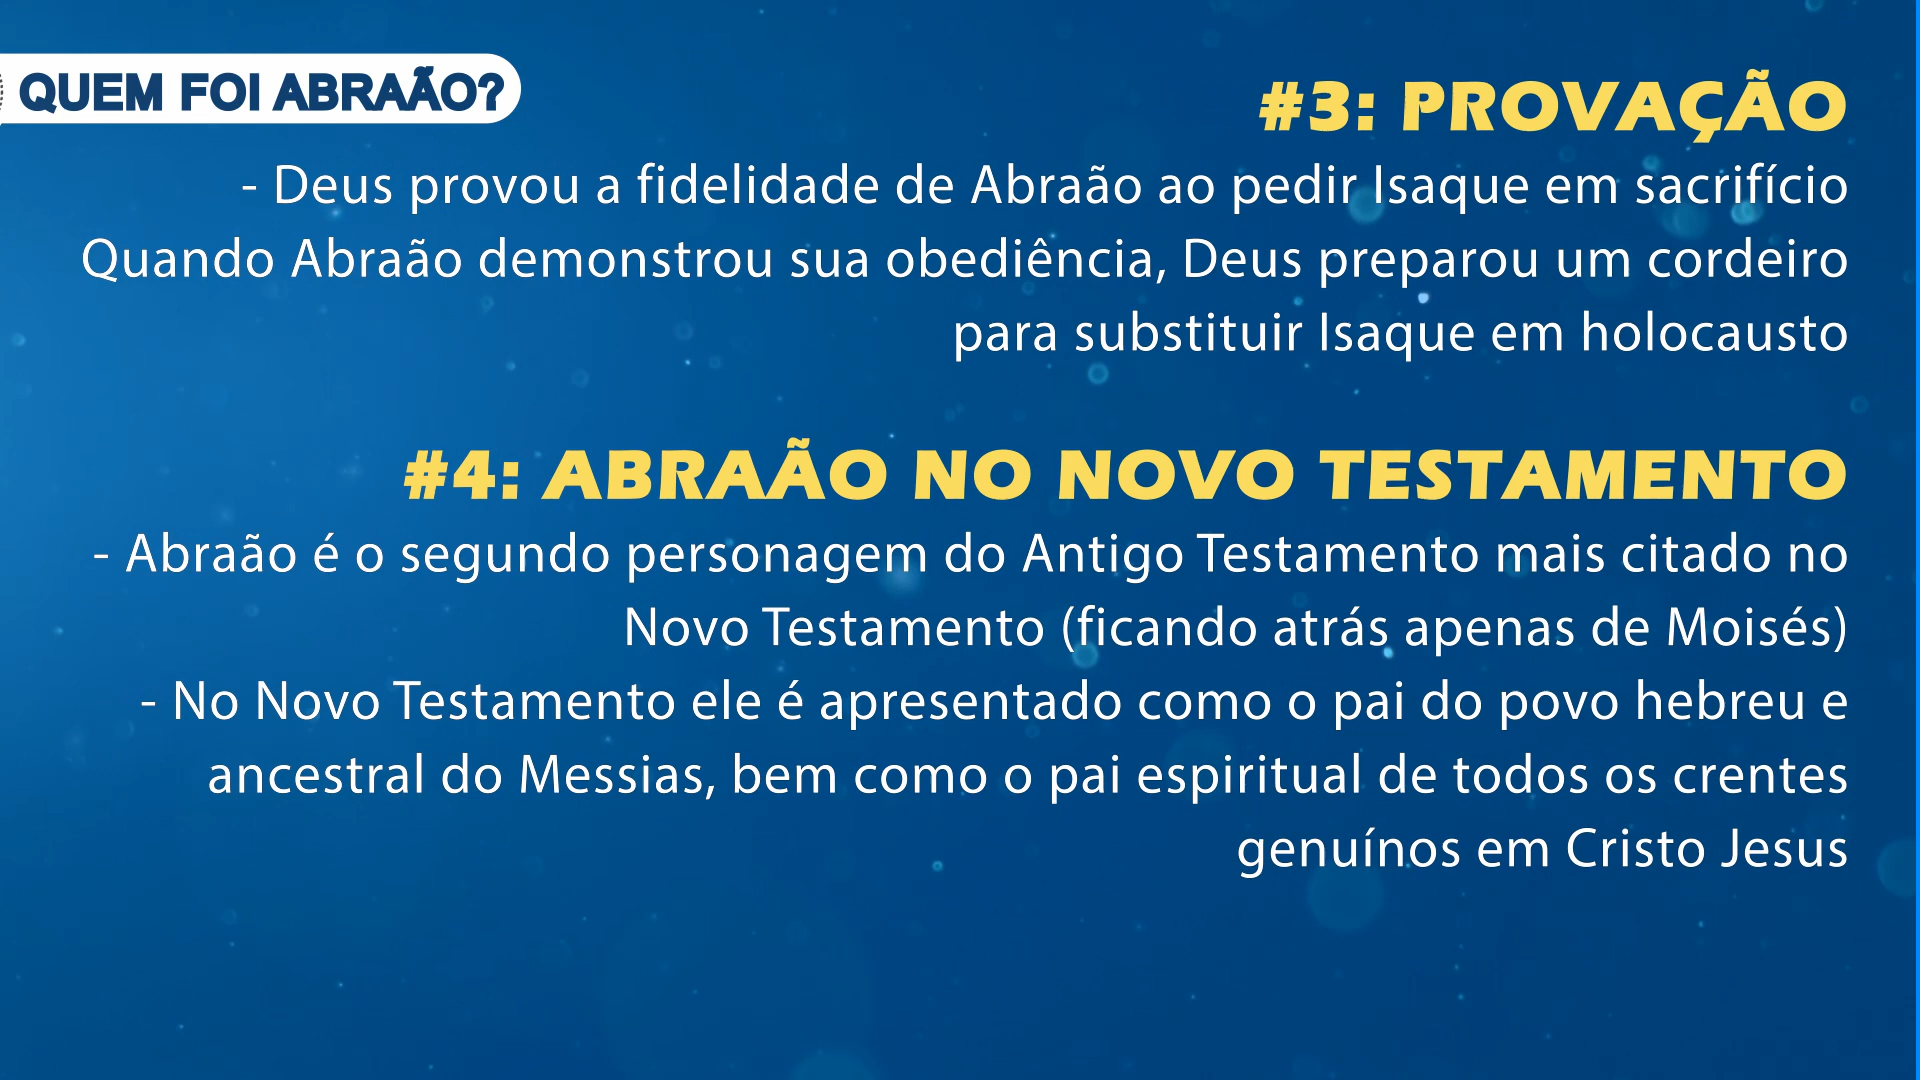 QUEM FOI ABRAÃO?
#3: PROVAÇÃO
- Deus provou a fidelidade de Abraão ao pedir Isaque em sacrifício
Quando Abraão demonstrou sua obediência, Deus preparou um cordeiro
para substituir Isaque em holocausto
#4: ABRAÃO NO NOVO TESTAMENTO
- Abraão é o segundo personagem do Antigo Testamento mais citado no
Novo Testamento (ficando atrás apenas de Moisés)
- No Novo Testamento ele é apresentado como o pai do povo hebreu e
ancestral do Messias, bem como o pai espiritual de todos os crentes
genuínos em Cristo Jesus